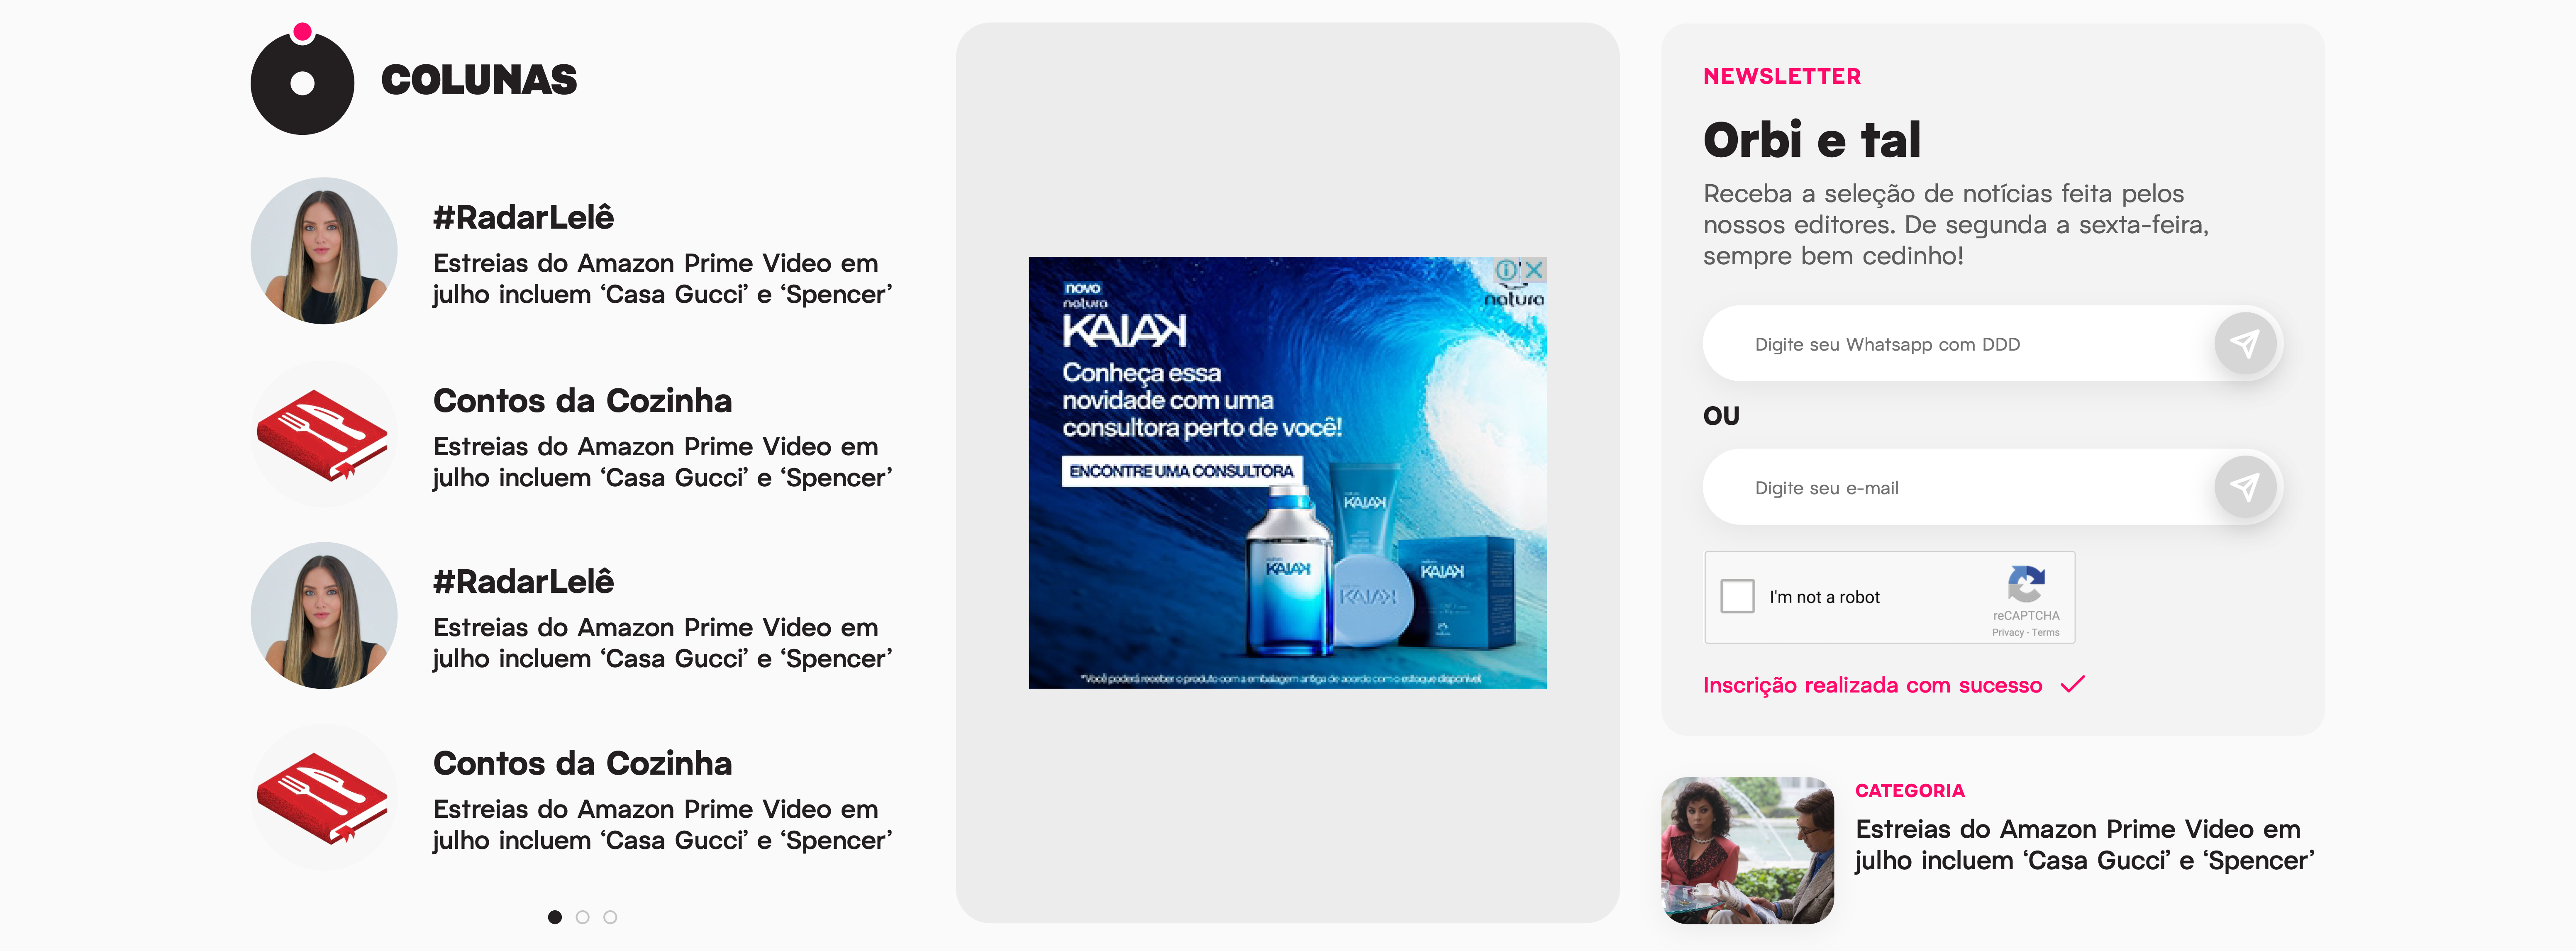 COLUNAS
#RadarLelê
Estreias do Amazon Prime Video em
julho incluem ‘Casa Gucci’ e ‘Spencer’
Contos da Cozinha
Estreias do Amazon Prime Video em
julho incluem ‘Casa Gucci’ e ‘Spencer’
#RadarLelê
Estreias do Amazon Prime Video em
julho incluem ‘Casa Gucci’ e ‘Spencer’
Contos da Cozinha
Estreias do Amazon Prime Video em
julho incluem ‘Casa Gucci’ e ‘Spencer’
novo
natura
KAIAK
natura
Conheça essa
novidade com uma
consultora perto de você!
ENCONTRE UMA CONSULTORA
KAIAK
KAIAK
KAIAK
KAIAK
*Você poderá receber o produto com a embalagem antiga de acordo com o estoque disponível
NEWSLETTER
Orbi e tal
Receba a seleção de notícias feita pelos
nossos editores. De segunda a sexta-feira,
sempre bem cedinho!
Digite seu Whatsapp com DDD
OU
Digite seu e-mail
I'm not a robot
reCAPTCHA
Privacy - Terms
Inscrição realizada com sucesso
CATEGORIA
Estreias do Amazon Prime Video em
julho incluem ‘Casa Gucci’ e ‘Spencer’